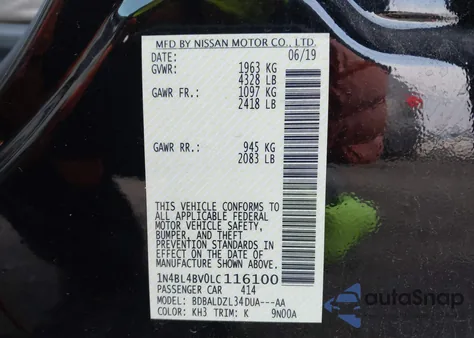 MFD BY NISSAN MOTOR CO., LTD.
DATE: 06/19
GVWR: 1963 KG
4328 LB
GAWR FR.: 1097 KG
2418 LB
GAWR RR.: 945 KG
2083 LB
THIS VEHICLE CONFORMS TO
ALL APPLICABLE FEDERAL
MOTOR VEHICLE SAFETY,
BUMPER, AND THEFT
PREVENTION STANDARDS IN
EFFECT ON THE DATE OF
MANUFACTURE SHOWN ABOVE.
1N4BL4BV0LC116100
PASSENGER CAR 414
MODEL: BDBALDZL34DUA---AA
COLOR: KH3 TRIM: K 9N00A
autoSnap